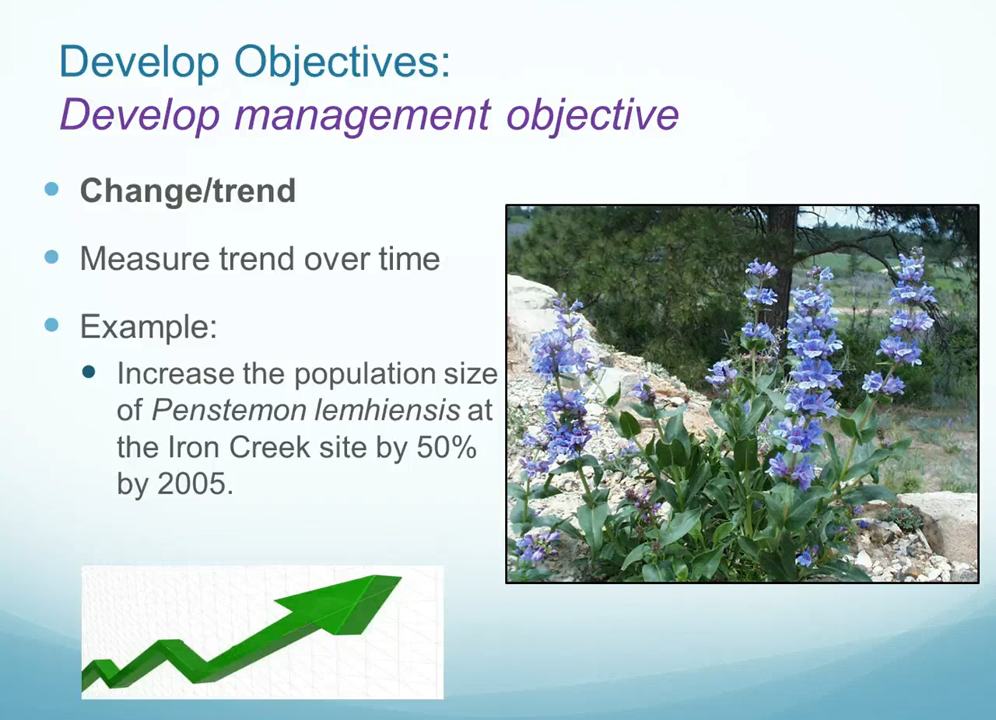 Develop Objectives:
Develop management objective
Change/trend
Measure trend over time
Example:
Increase the population size
of Penstemon lemhiensis at
the Iron Creek site by 50%
by 2005.